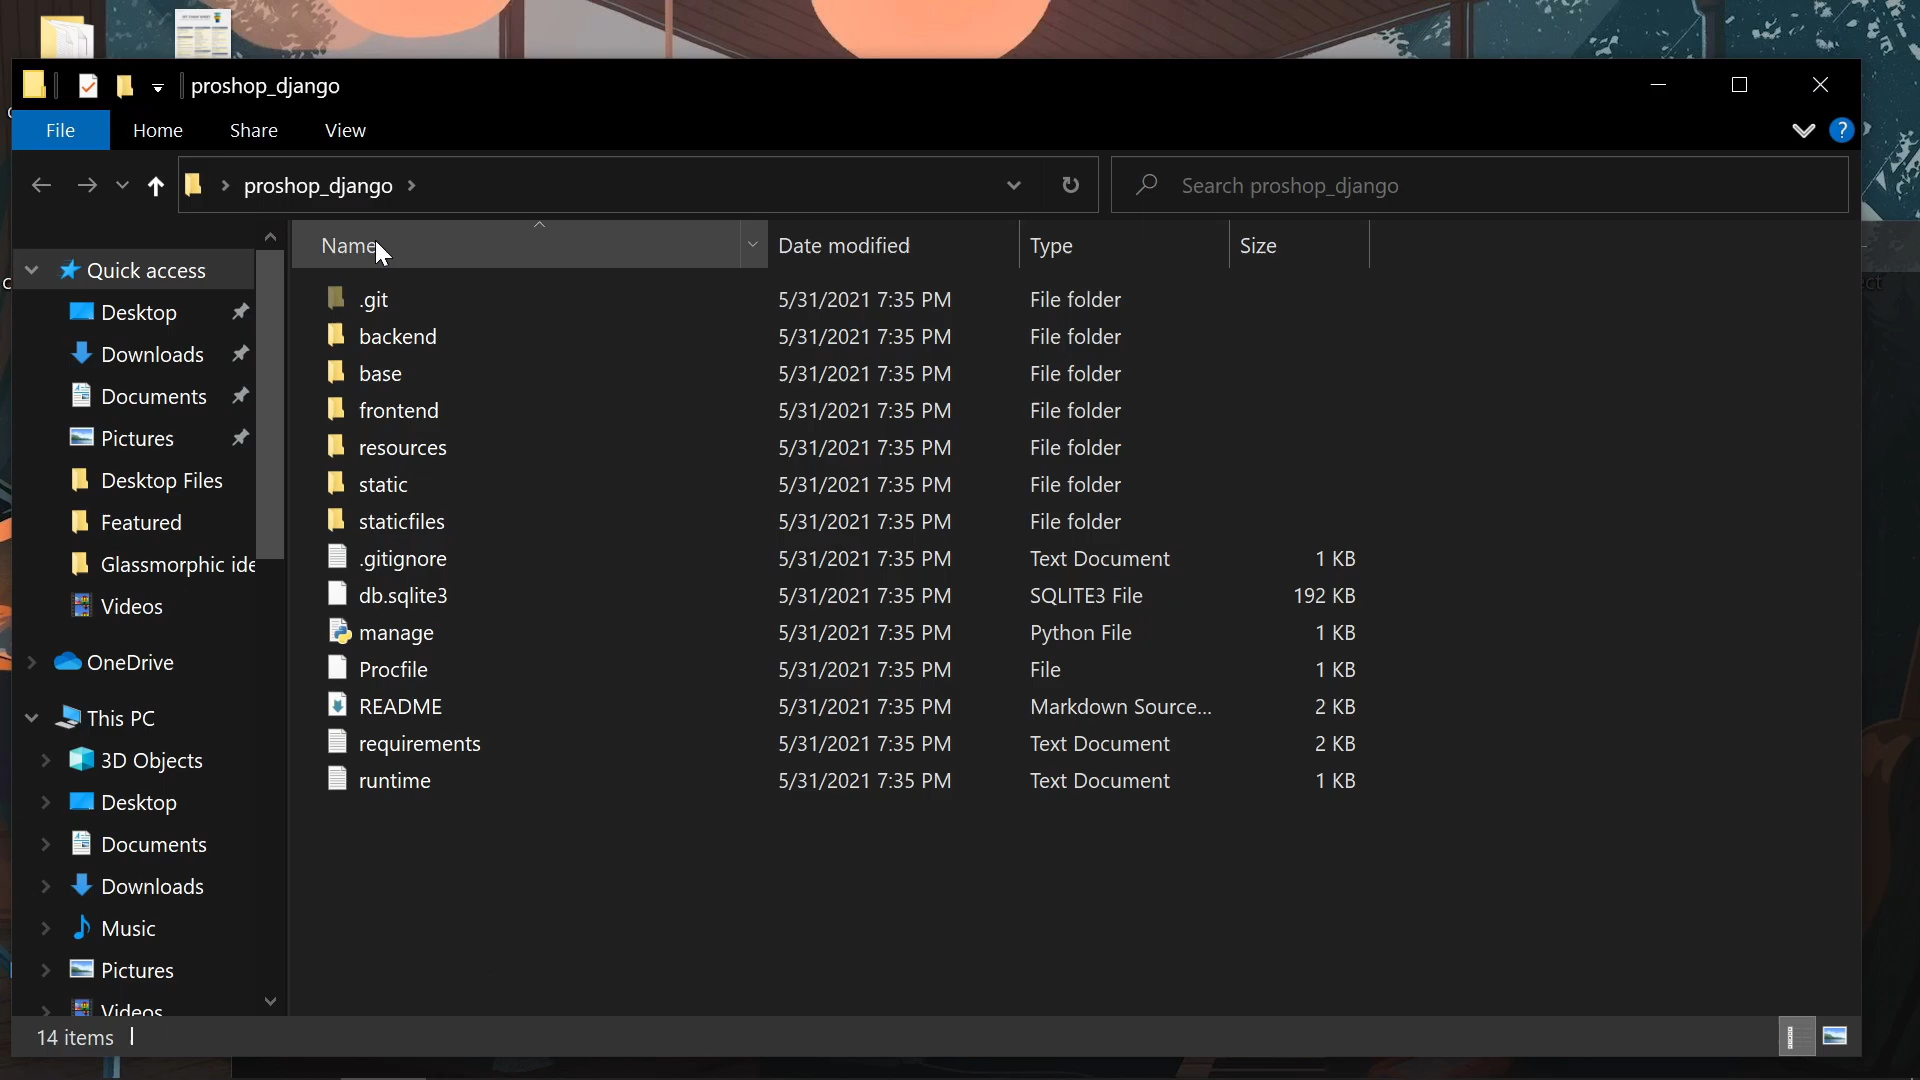 proshop_django
File Home Share View
proshop_django
Search proshop_django
Name Date modified Type Size
Quick access
Desktop
Downloads
Documents
Pictures
Desktop Files
Featured
Glassmorphic ide
Videos
OneDrive
This PC
3D Objects
Desktop
Documents
Downloads
Music
Pictures
Videos
.git 5/31/2021 7:35 PM File folder
backend 5/31/2021 7:35 PM File folder
base 5/31/2021 7:35 PM File folder
frontend 5/31/2021 7:35 PM File folder
resources 5/31/2021 7:35 PM File folder
static 5/31/2021 7:35 PM File folder
staticfiles 5/31/2021 7:35 PM File folder
.gitignore 5/31/2021 7:35 PM Text Document 1 KB
db.sqlite3 5/31/2021 7:35 PM SQLITE3 File 192 KB
manage 5/31/2021 7:35 PM Python File 1 KB
Procfile 5/31/2021 7:35 PM File 1 KB
README 5/31/2021 7:35 PM Markdown Source... 2 KB
requirements 5/31/2021 7:35 PM Text Document 2 KB
runtime 5/31/2021 7:35 PM Text Document 1 KB
14 items